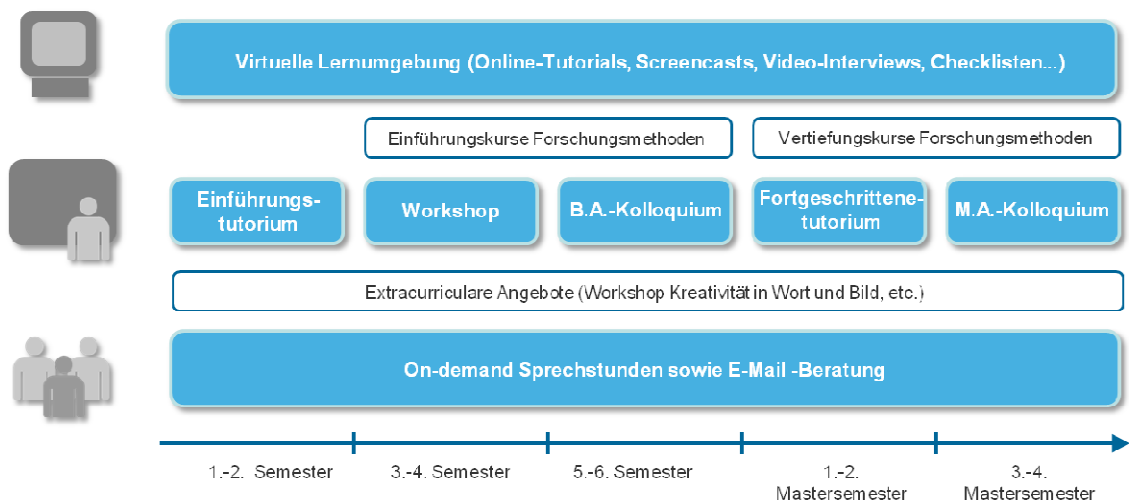 Virtuelle Lernumgebung (Online-Tutorials, Screencasts, Video-Interviews, Checklisten...)
Einführungskurse Forschungsmethoden
Vertiefungskurse Forschungsmethoden
Einführungs-
tutorium
Workshop
B.A.-Kolloquium
Fortgeschrittene-
tutorium
M.A.-Kolloquium
Extracurriculare Angebote (Workshop Kreativität in Wort und Bild, etc.)
On-demand Sprechstunden sowie E-Mail -Beratung
1.-2. Semester
3.-4. Semester
5.-6. Semester
1.-2.
Mastersemester
3.-4.
Mastersemester